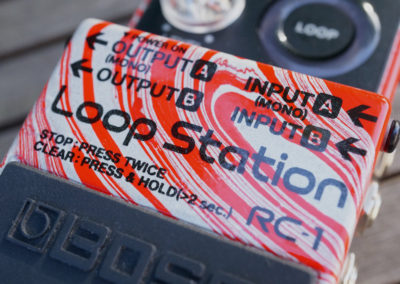 LOOP
POWER ON
OUTPUT A
(MONO)
OUTPUT B
INPUT A
(MONO)
INPUT B
Loop Station
STOP:PRESS TWICE
CLEAR:PRESS & HOLD(>2 sec.)
RC-1
BOSS